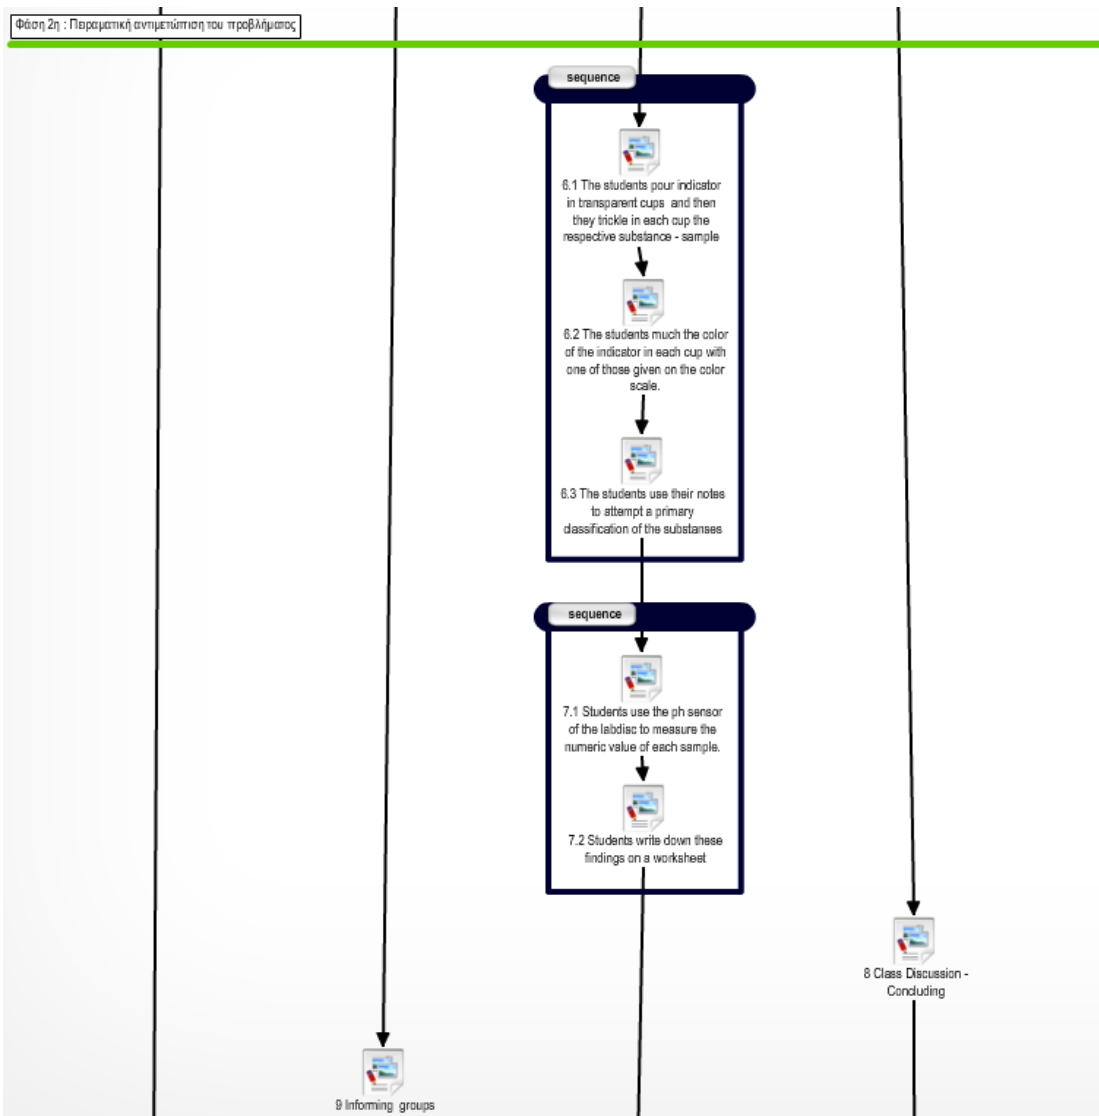 Φάση 2η : Πειραματική αντιμετώπιση του προβλήματος
sequence
6.1 The students pour indicator
in transparent cups and then
they trickle in each cup the
respective substance - sample
6.2 The students much the color
of the indicator in each cup with
one of those given on the color
scale.
6.3 The students use their notes
to attempt a primary
classification of the substanses
sequence
7.1 Students use the ph sensor
of the labdisc to measure the
numeric value of each sample.
7.2 Students write down these
findings on a worksheet
8 Class Discussion -
Concluding
9 Informing groups